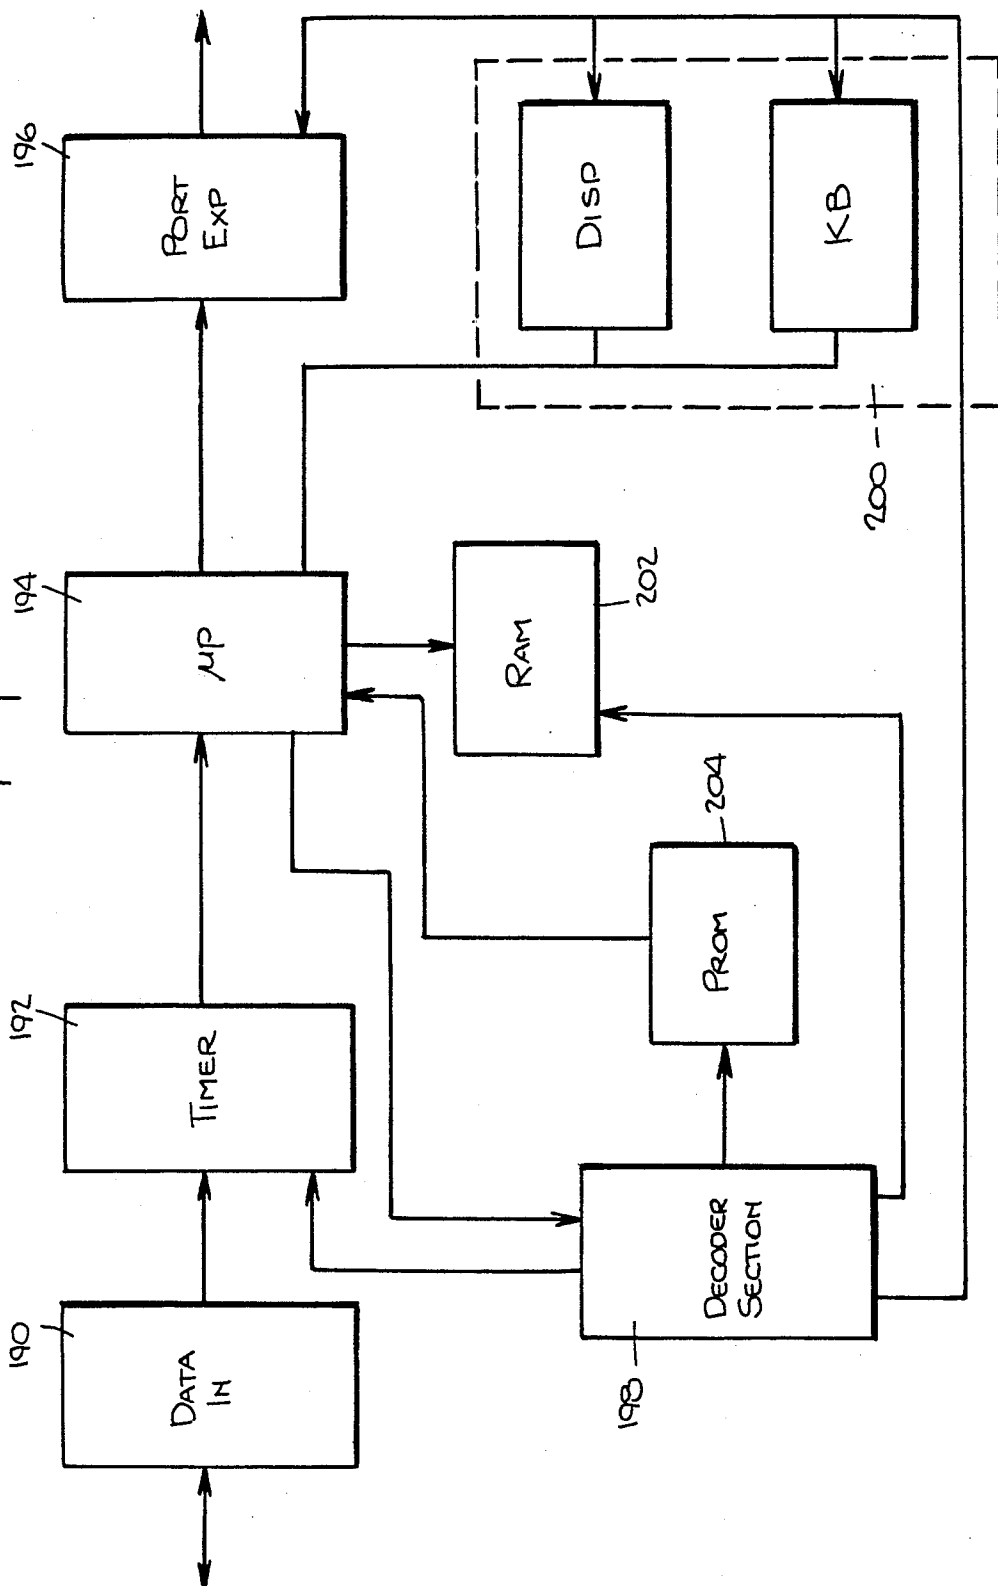 190
DATA
IN
192
TIMER
194
μP
196
PORT
EXP
198
DECODER
SECTION
204
PROM
202
RAM
200
DISP
KB